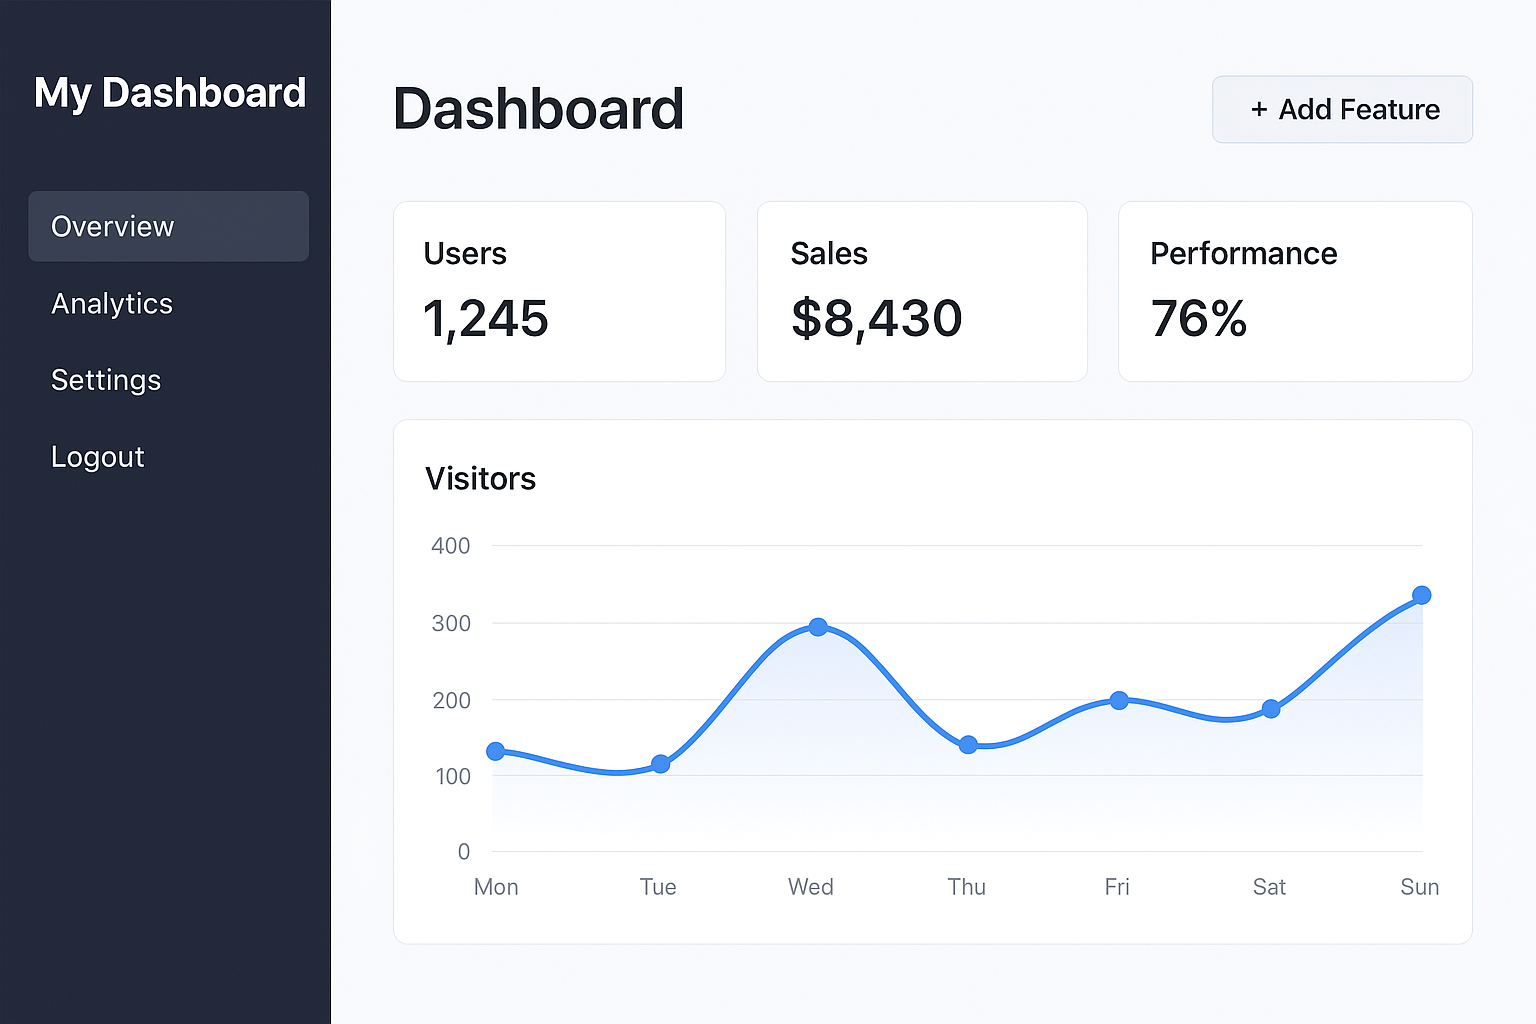 My Dashboard
Overview
Analytics
Settings
Logout
Dashboard
+ Add Feature
Users
1,245
Sales
$8,430
Performance
76%
Visitors
400
300
200
100
0
Mon Tue Wed Thu Fri Sat Sun